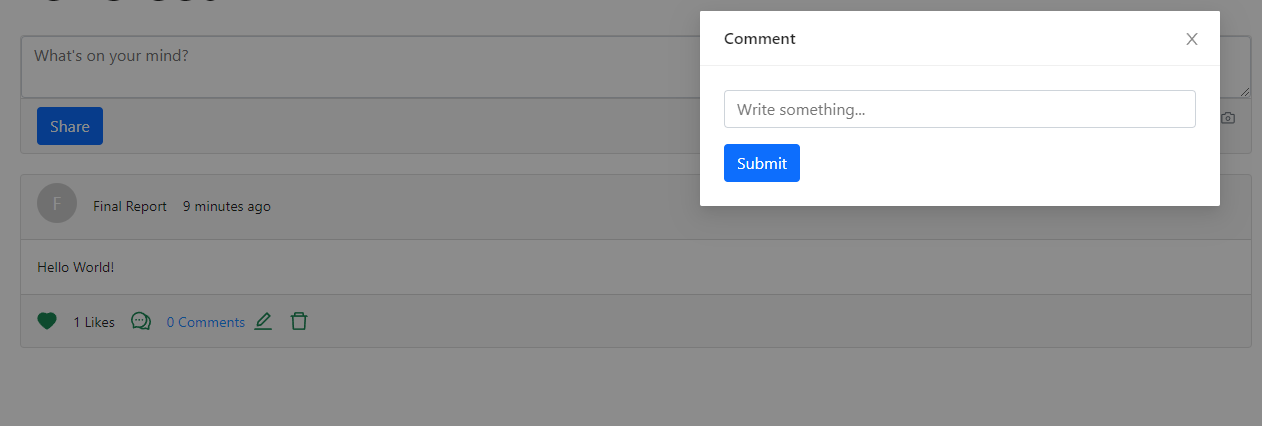 What's on your mind?
Share
Comment
Write something...
Submit
F
Final Report 9 minutes ago
Hello World!
1 Likes 0 Comments